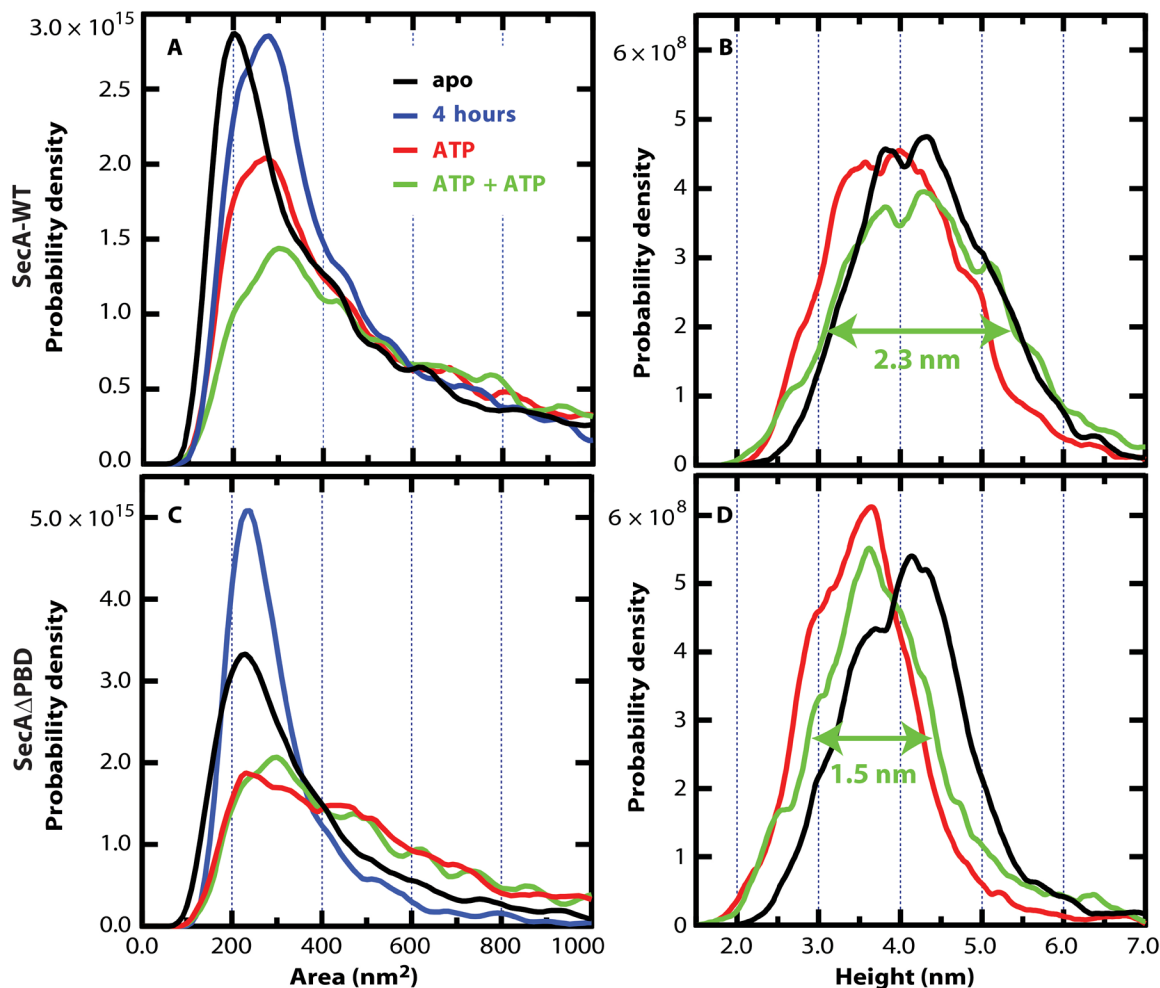 3.0 × 10^15
2.5
2.0
1.5
1.0
0.5
0.0
SecA-WT
Probability density
A
apo
4 hours
ATP
ATP + ATP
6 × 10^8
5
4
3
2
1
0
Probability density
B
2.3 nm
5.0 × 10^15
4.0
3.0
2.0
1.0
0.0
SecAΔPBD
Probability density
C
0.0
200
400
600
800
1000
Area (nm²)
6 × 10^8
5
4
3
2
1
0
Probability density
D
1.5 nm
2.0
3.0
4.0
5.0
6.0
7.0
Height (nm)